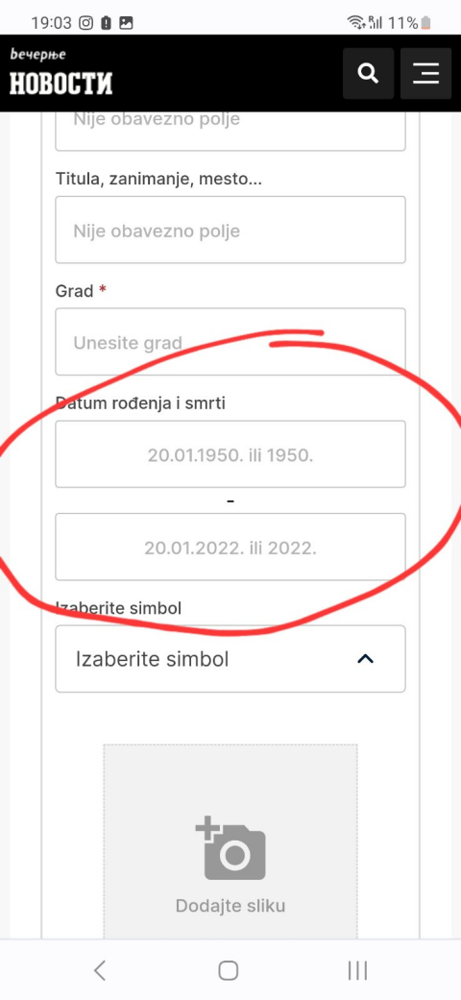 19:03 11%
Вечерње
НОВОСТИ
Nije obavezno polje
Titula, zanimanje, mesto...
Nije obavezno polje
Grad *
Unesite grad
Datum rođenja i smrti
20.01.1950. ili 1950.
-
20.01.2022. ili 2022.
Izaberite simbol
Izaberite simbol
Dodajte sliku